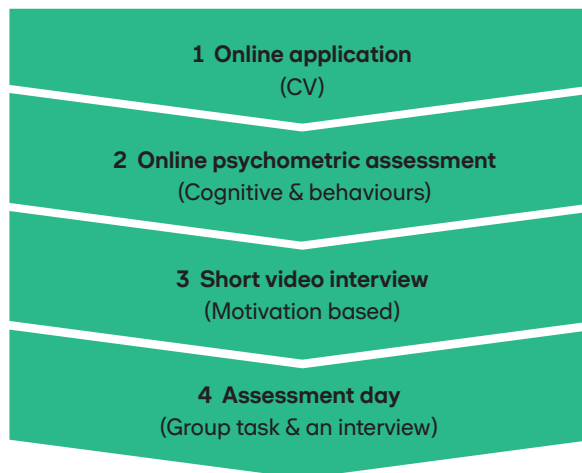 1 Online application
(CV)
2 Online psychometric assessment
(Cognitive & behaviours)
3 Short video interview
(Motivation based)
4 Assessment day
(Group task & an interview)